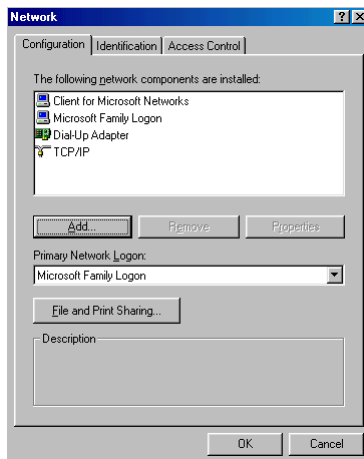 Network
Configuration Identification Access Control
The following network components are installed:
Client for Microsoft Networks
Microsoft Family Logon
Dial-Up Adapter
TCP/IP
Add... Remove Properties
Primary Network Logon:
Microsoft Family Logon
File and Print Sharing...
Description
OK Cancel